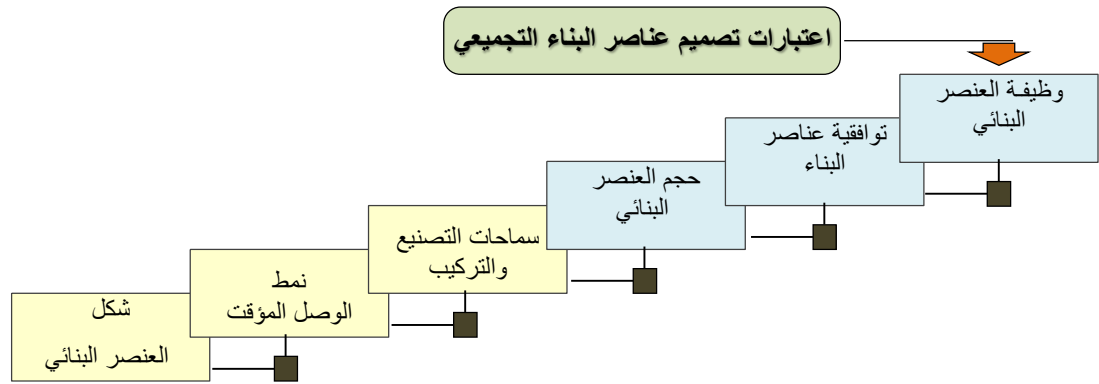 اعتبارات تصميم عناصر البناء التجميعي
وظيفة العنصر
البنائي
توافقية عناصر
البناء
حجم العنصر
البنائي
سماحات التصنيع
والتركيب
نمط
الوصل المؤقت
شكل
العنصر البنائي